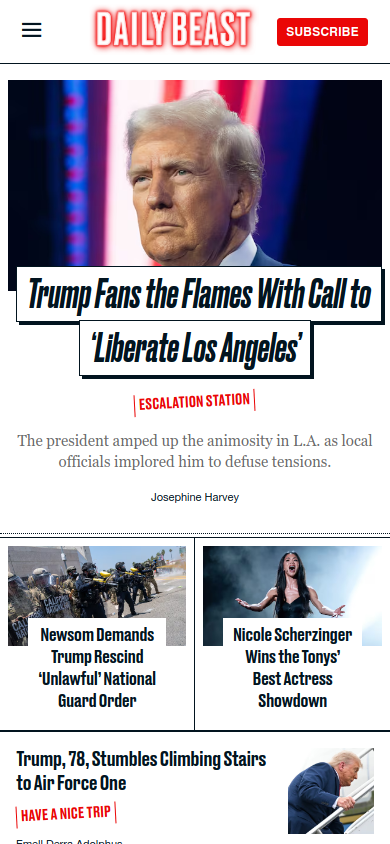 DAILY BEAST
SUBSCRIBE
Trump Fans the Flames With Call to
‘Liberate Los Angeles’
ESCALATION STATION
The president amped up the animosity in L.A. as local
officials implored him to defuse tensions.
Josephine Harvey
Newsom Demands
Trump Rescind
‘Unlawful’ National
Guard Order
Nicole Scherzinger
Wins the Tonys’
Best Actress
Showdown
Trump, 78, Stumbles Climbing Stairs
to Air Force One
HAVE A NICE TRIP